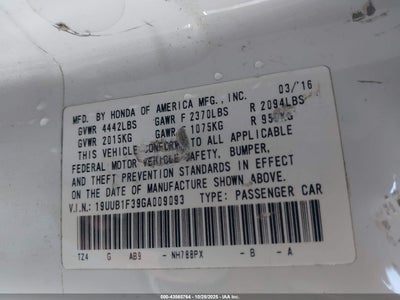 MFD. BY HONDA OF AMERICA MFG., INC. 03/'16
GVWR 4442LBS GAWR F 2370LBS R 2094LBS
GVWR 2015KG GAWR F 1075KG R 950KG
THIS VEHICLE CONFORMS TO ALL APPLICABLE
FEDERAL MOTOR VEHICLE SAFETY, BUMPER,
AND THEFT PREVENTION STANDARDS IN EFFECT
ON THE DATE OF MANUFACTURE SHOWN ABOVE.
V.I.N.: 19UUB1F39GA009093 TYPE: PASSENGER CAR
TZ4 G AB9 -NH788PX -B -A
600-43565764 | 10/29/2025 - IAA, Inc.